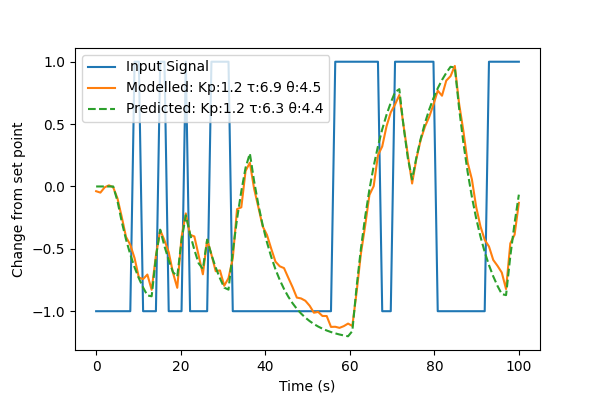 Input Signal
Modelled: Kp:1.2 τ:6.9 θ:4.5
Predicted: Kp:1.2 τ:6.3 θ:4.4
Change from set point
1.0
0.5
0.0
−0.5
−1.0
0 20 40 60 80 100
Time (s)